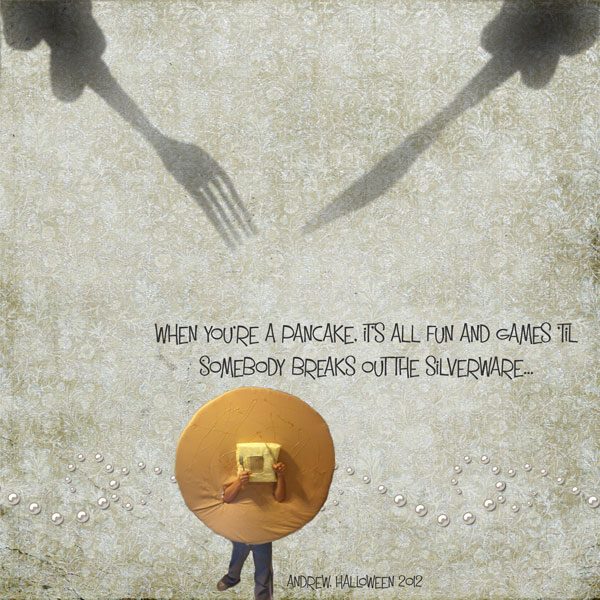 WHEN YOU'RE A PANCAKE, IT'S ALL FUN AND GAMES 'TIL
SOMEBODY BREAKS OUT THE SILVERWARE...
ANDREW, HALLOWEEN 2012